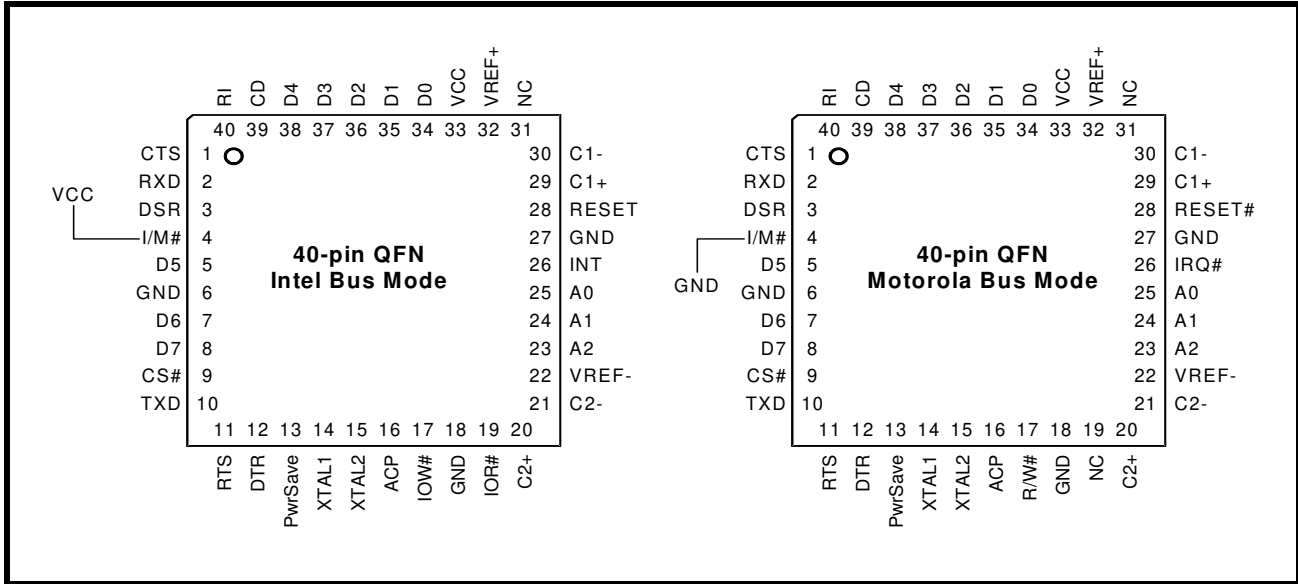 RI CD D4 D3 D2 D1 D0 VCC VREF+ NC
40 39 38 37 36 35 34 33 32 31
CTS 1 30 C1-
RXD 2 29 C1+
VCC
DSR 3 28 RESET
I/M# 4 27 GND
D5 5 26 INT
GND 6 25 A0
D6 7 24 A1
D7 8 23 A2
CS# 9 22 VREF-
TXD 10 21 C2-
40-pin QFN
Intel Bus Mode
11 12 13 14 15 16 17 18 19 20
RTS DTR PwrSave XTAL1 XTAL2 ACP IOW# GND IOR# C2+
RI CD D4 D3 D2 D1 D0 VCC VREF+ NC
40 39 38 37 36 35 34 33 32 31
CTS 1 30 C1-
RXD 2 29 C1+
DSR 3 28 RESET#
I/M# 4 27 GND
D5 5 26 IRQ#
GND
GND 6 25 A0
D6 7 24 A1
D7 8 23 A2
CS# 9 22 VREF-
TXD 10 21 C2-
40-pin QFN
Motorola Bus Mode
11 12 13 14 15 16 17 18 19 20
RTS DTR PwrSave XTAL1 XTAL2 ACP R/W# GND NC C2+